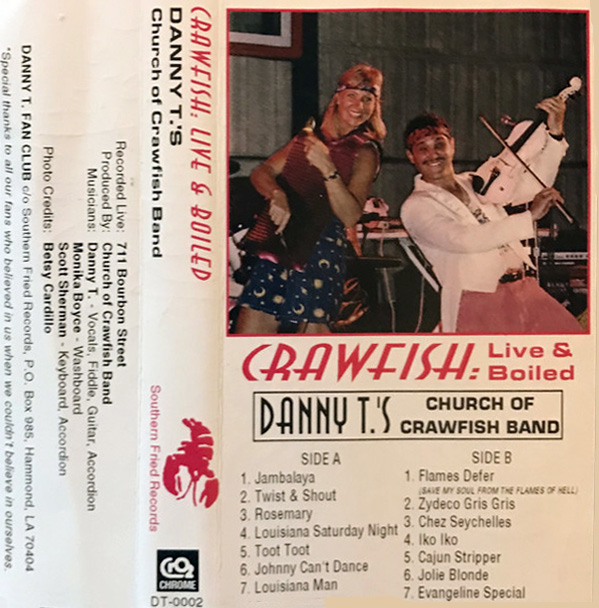 CRAWFISH: Live &
Boiled
DANNY T.'S CHURCH OF
CRAWFISH BAND
SIDE A
1. Jambalaya
2. Twist & Shout
3. Rosemary
4. Louisiana Saturday Night
5. Toot Toot
6. Johnny Can't Dance
7. Louisiana Man
SIDE B
1. Flames Defer
(SAVE MY SOUL FROM THE FLAMES OF HELL)
2. Zydeco Gris Gris
3. Chez Seychelles
4. Iko Iko
5. Cajun Stripper
6. Jolie Blonde
7. Evangeline Special
CRAWFISH: LIVE & BOILED
DANNY T.'S
Church of Crawfish Band
Southern Fried Records
CHROME
DT-0002
Recorded Live: 711 Bourbon Street
Produced By: Church of Crawfish Band
Musicians: Danny T. - Vocals, Fiddle, Guitar, Accordion
Monika Boyce - Washboard
Scott Sherman - Keyboard, Accordion
Photo Credits: Betsy Cardillo
DANNY T. FAN CLUB c/o Southern Fried Records, P.O. Box 985, Hammond, LA 70404
*Special thanks to all our fans who believed in us when we couldn't believe in ourselves.